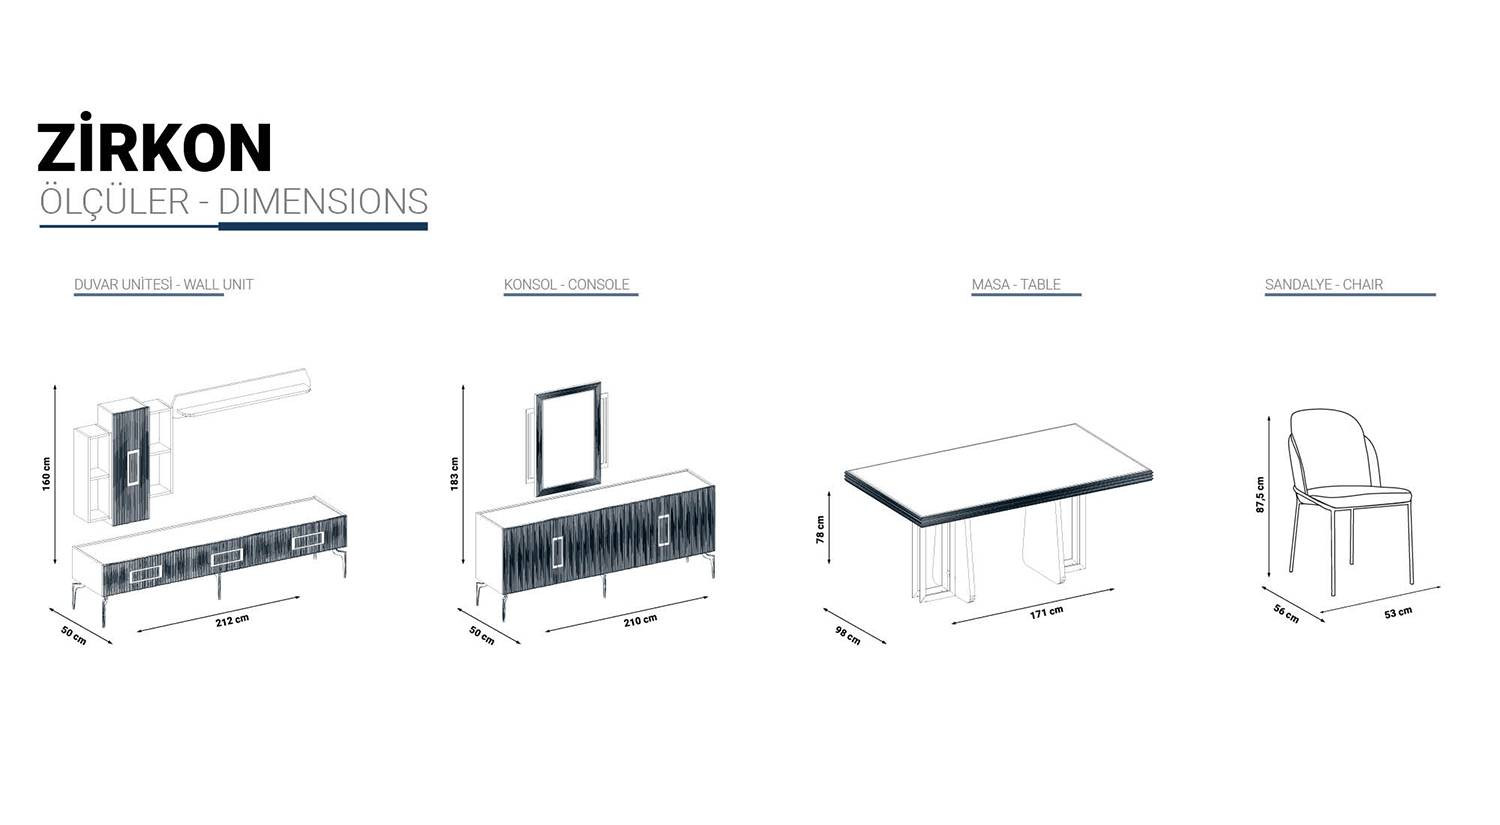 ZİRKON
ÖLÇÜLER - DIMENSIONS
DUVAR UNİTESİ - WALL UNIT
160 cm
50 cm
212 cm
KONSOL - CONSOLE
183 cm
50 cm
210 cm
MASA - TABLE
78 cm
98 cm
171 cm
SANDALYE - CHAIR
87,5 cm
56 cm
53 cm